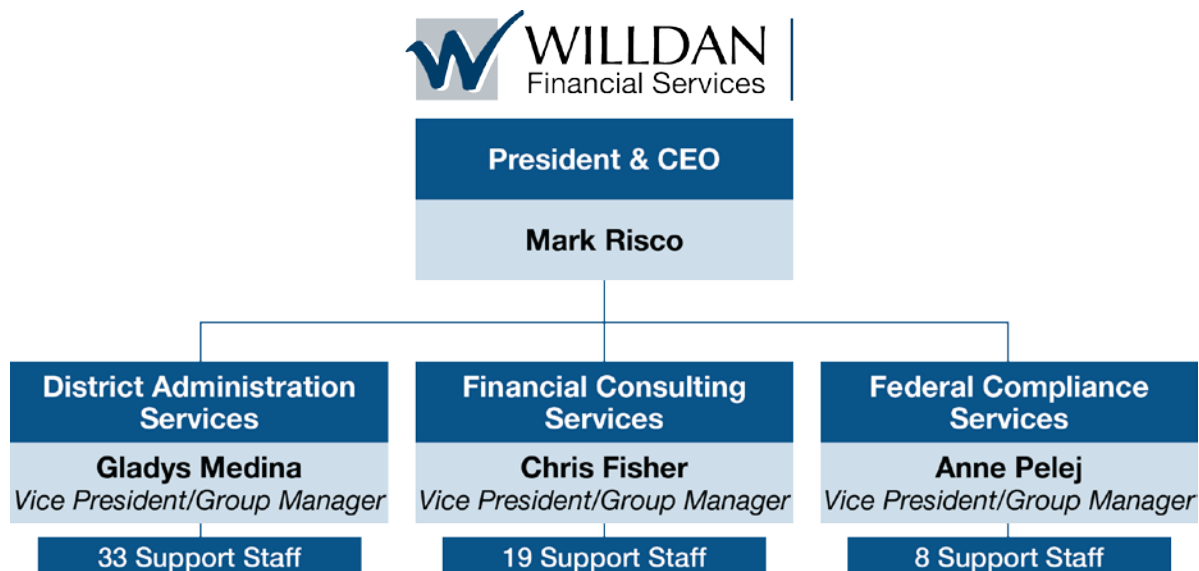 WILLDAN
Financial Services
President & CEO
Mark Risco
District Administration
Services
Gladys Medina
Vice President/Group Manager
33 Support Staff
Financial Consulting
Services
Chris Fisher
Vice President/Group Manager
19 Support Staff
Federal Compliance
Services
Anne Pelej
Vice President/Group Manager
8 Support Staff